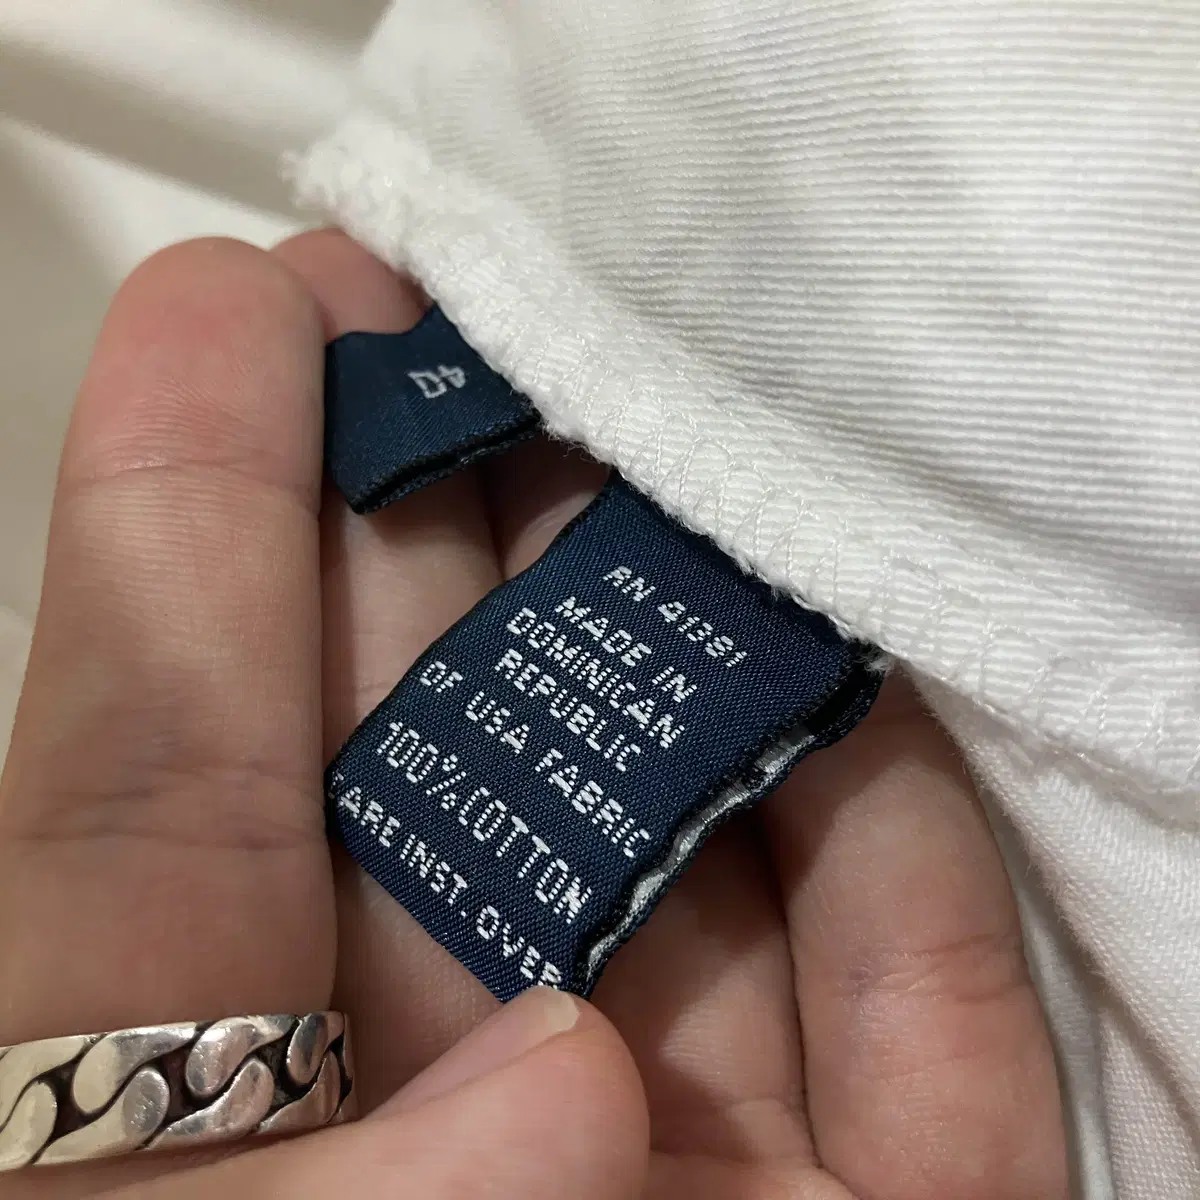 40
RN 41381
MADE IN
DOMINICAN
REPUBLIC
OF USA FABRIC
100% COTTON
CARE INST. OVER